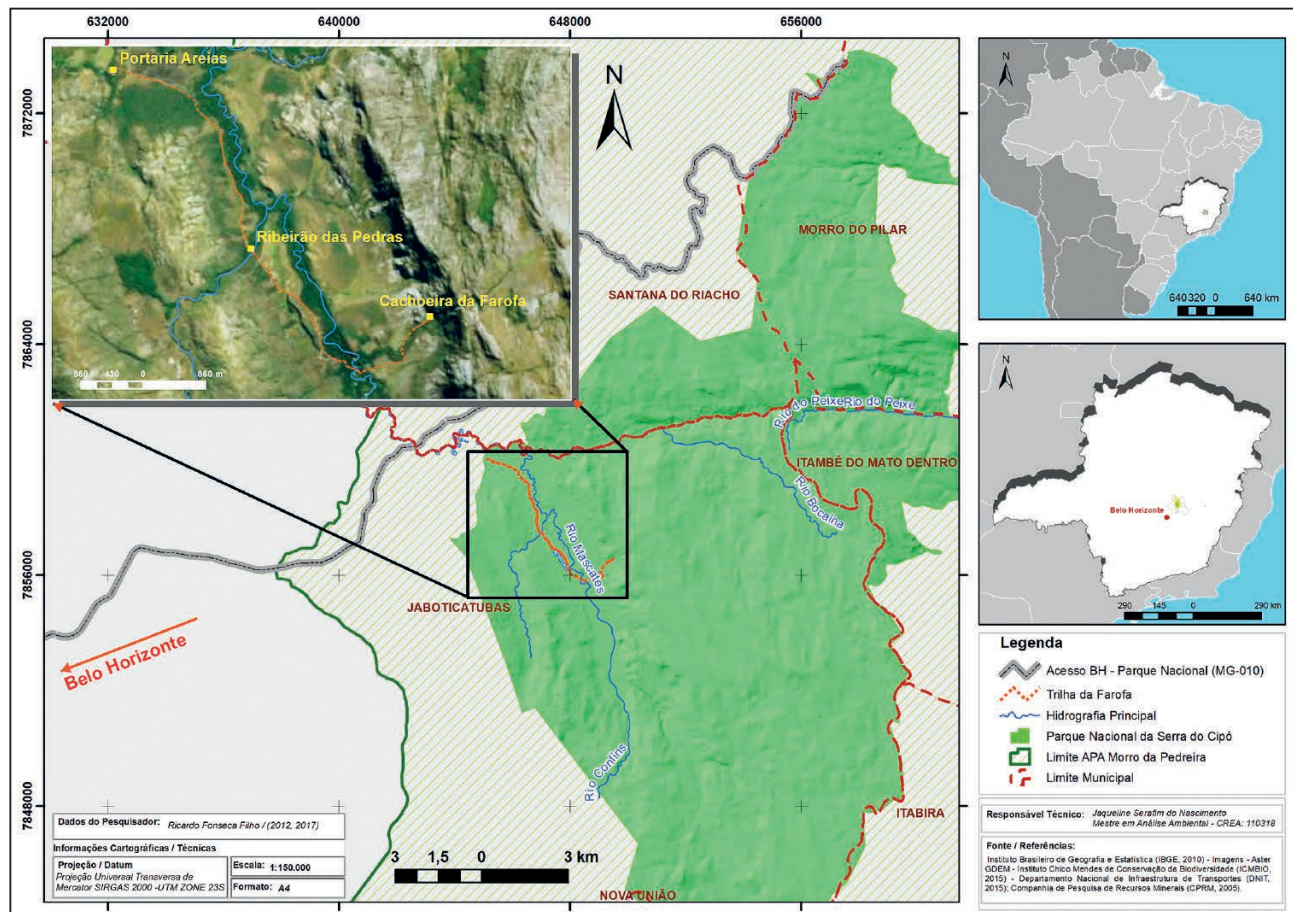 632000
640000
648000
656000
7872000
7864000
7856000
7848000
Portaria Areias
Ribeirão das Pedras
Cachoeira da Farofa
860 430 0 860 m
N
MORRO DO PILAR
SANTANA DO RIACHO
Rio do Peixe
Rio do Peixe
ITAMBÉ DO MATO DENTRO
Rio Bocaina
Rio Mascates
JABOTICATUBAS
Belo Horizonte
Rio Confins
ITABIRA
NOVA UNIÃO
3 1,5 0 3 km
Dados do Pesquisador: Ricardo Fonseca Filho / (2012, 2017)
Informações Cartográficas / Técnicas
Projeção / Datum
Projeção Universal Transversa de
Mercator SIRGAS 2000 -UTM ZONE 23S
Escala: 1:150.000
Formato: A4
N
640 320 0 640 km
N
Belo Horizonte
290 145 0 290 km
Legenda
Acesso BH - Parque Nacional (MG-010)
Trilha da Farofa
Hidrografia Principal
Parque Nacional da Serra do Cipó
Limite APA Morro da Pedreira
Limite Municipal
Responsável Técnico: Jaqueline Serafim do Nascimento
Mestre em Análise Ambiental - CREA: 110318
Fonte / Referências:
Instituto Brasileiro de Geografia e Estatística (IBGE, 2010) - Imagens - Aster
GDEM - Instituto Chico Mendes de Conservação da Biodiversidade (ICMBIO,
2015) - Departamento Nacional de Infraestrutura de Transportes (DNIT,
2015); Companhia de Pesquisa de Recursos Minerais (CPRM, 2005).